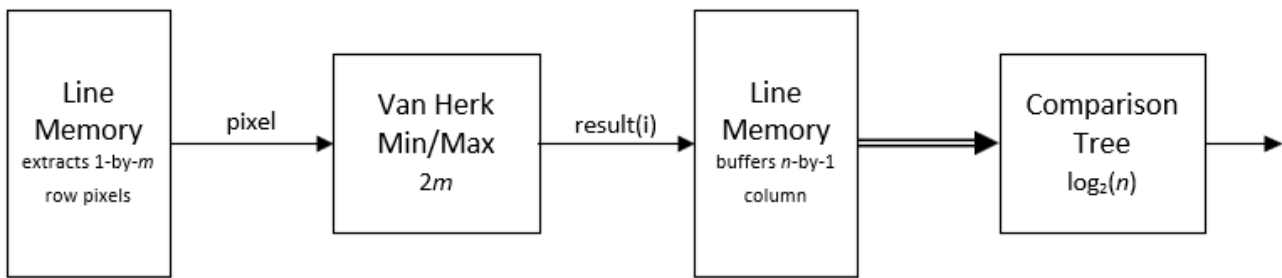 Line
Memory
extracts 1-by-m
row pixels
pixel
Van Herk
Min/Max
2m
result(i)
Line
Memory
buffers n-by-1
column
Comparison
Tree
log₂(n)